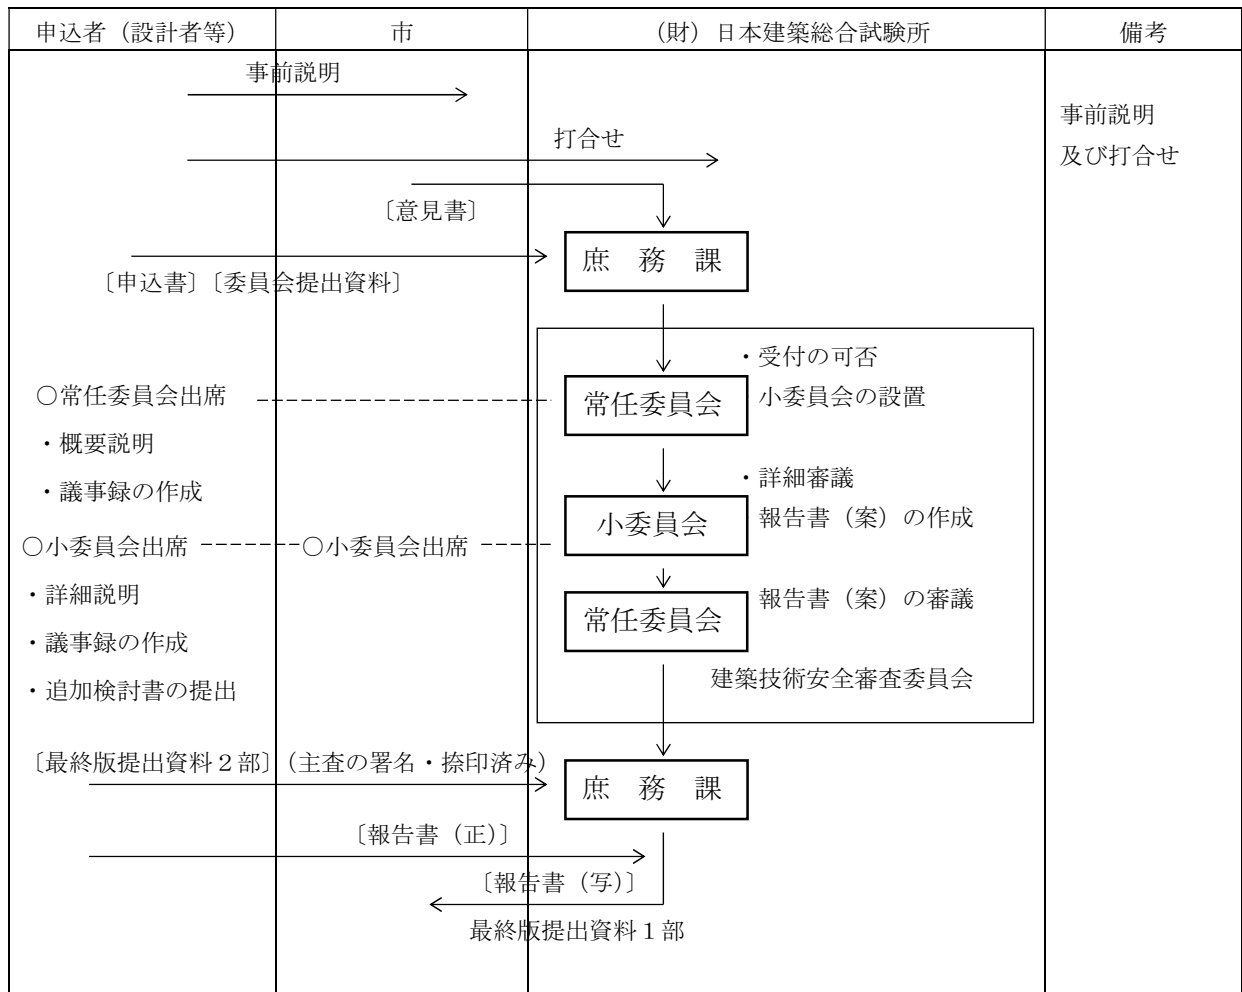 申込者（設計者等）
市
（財）日本建築総合試験所
備考
事前説明
事前説明
及び打合せ
打合せ
〔意見書〕
庶　務　課
〔申込書〕〔委員会提出資料〕
・受付の可否
常任委員会
小委員会の設置
○常任委員会出席
・概要説明
・議事録の作成
・詳細審議
小委員会
報告書（案）の作成
○小委員会出席
○小委員会出席
・詳細説明
・議事録の作成
・追加検討書の提出
報告書（案）の審議
常任委員会
建築技術安全審査委員会
〔最終版提出資料２部〕（主査の署名・捺印済み）
庶　務　課
〔報告書（正）〕
〔報告書（写）〕
最終版提出資料１部